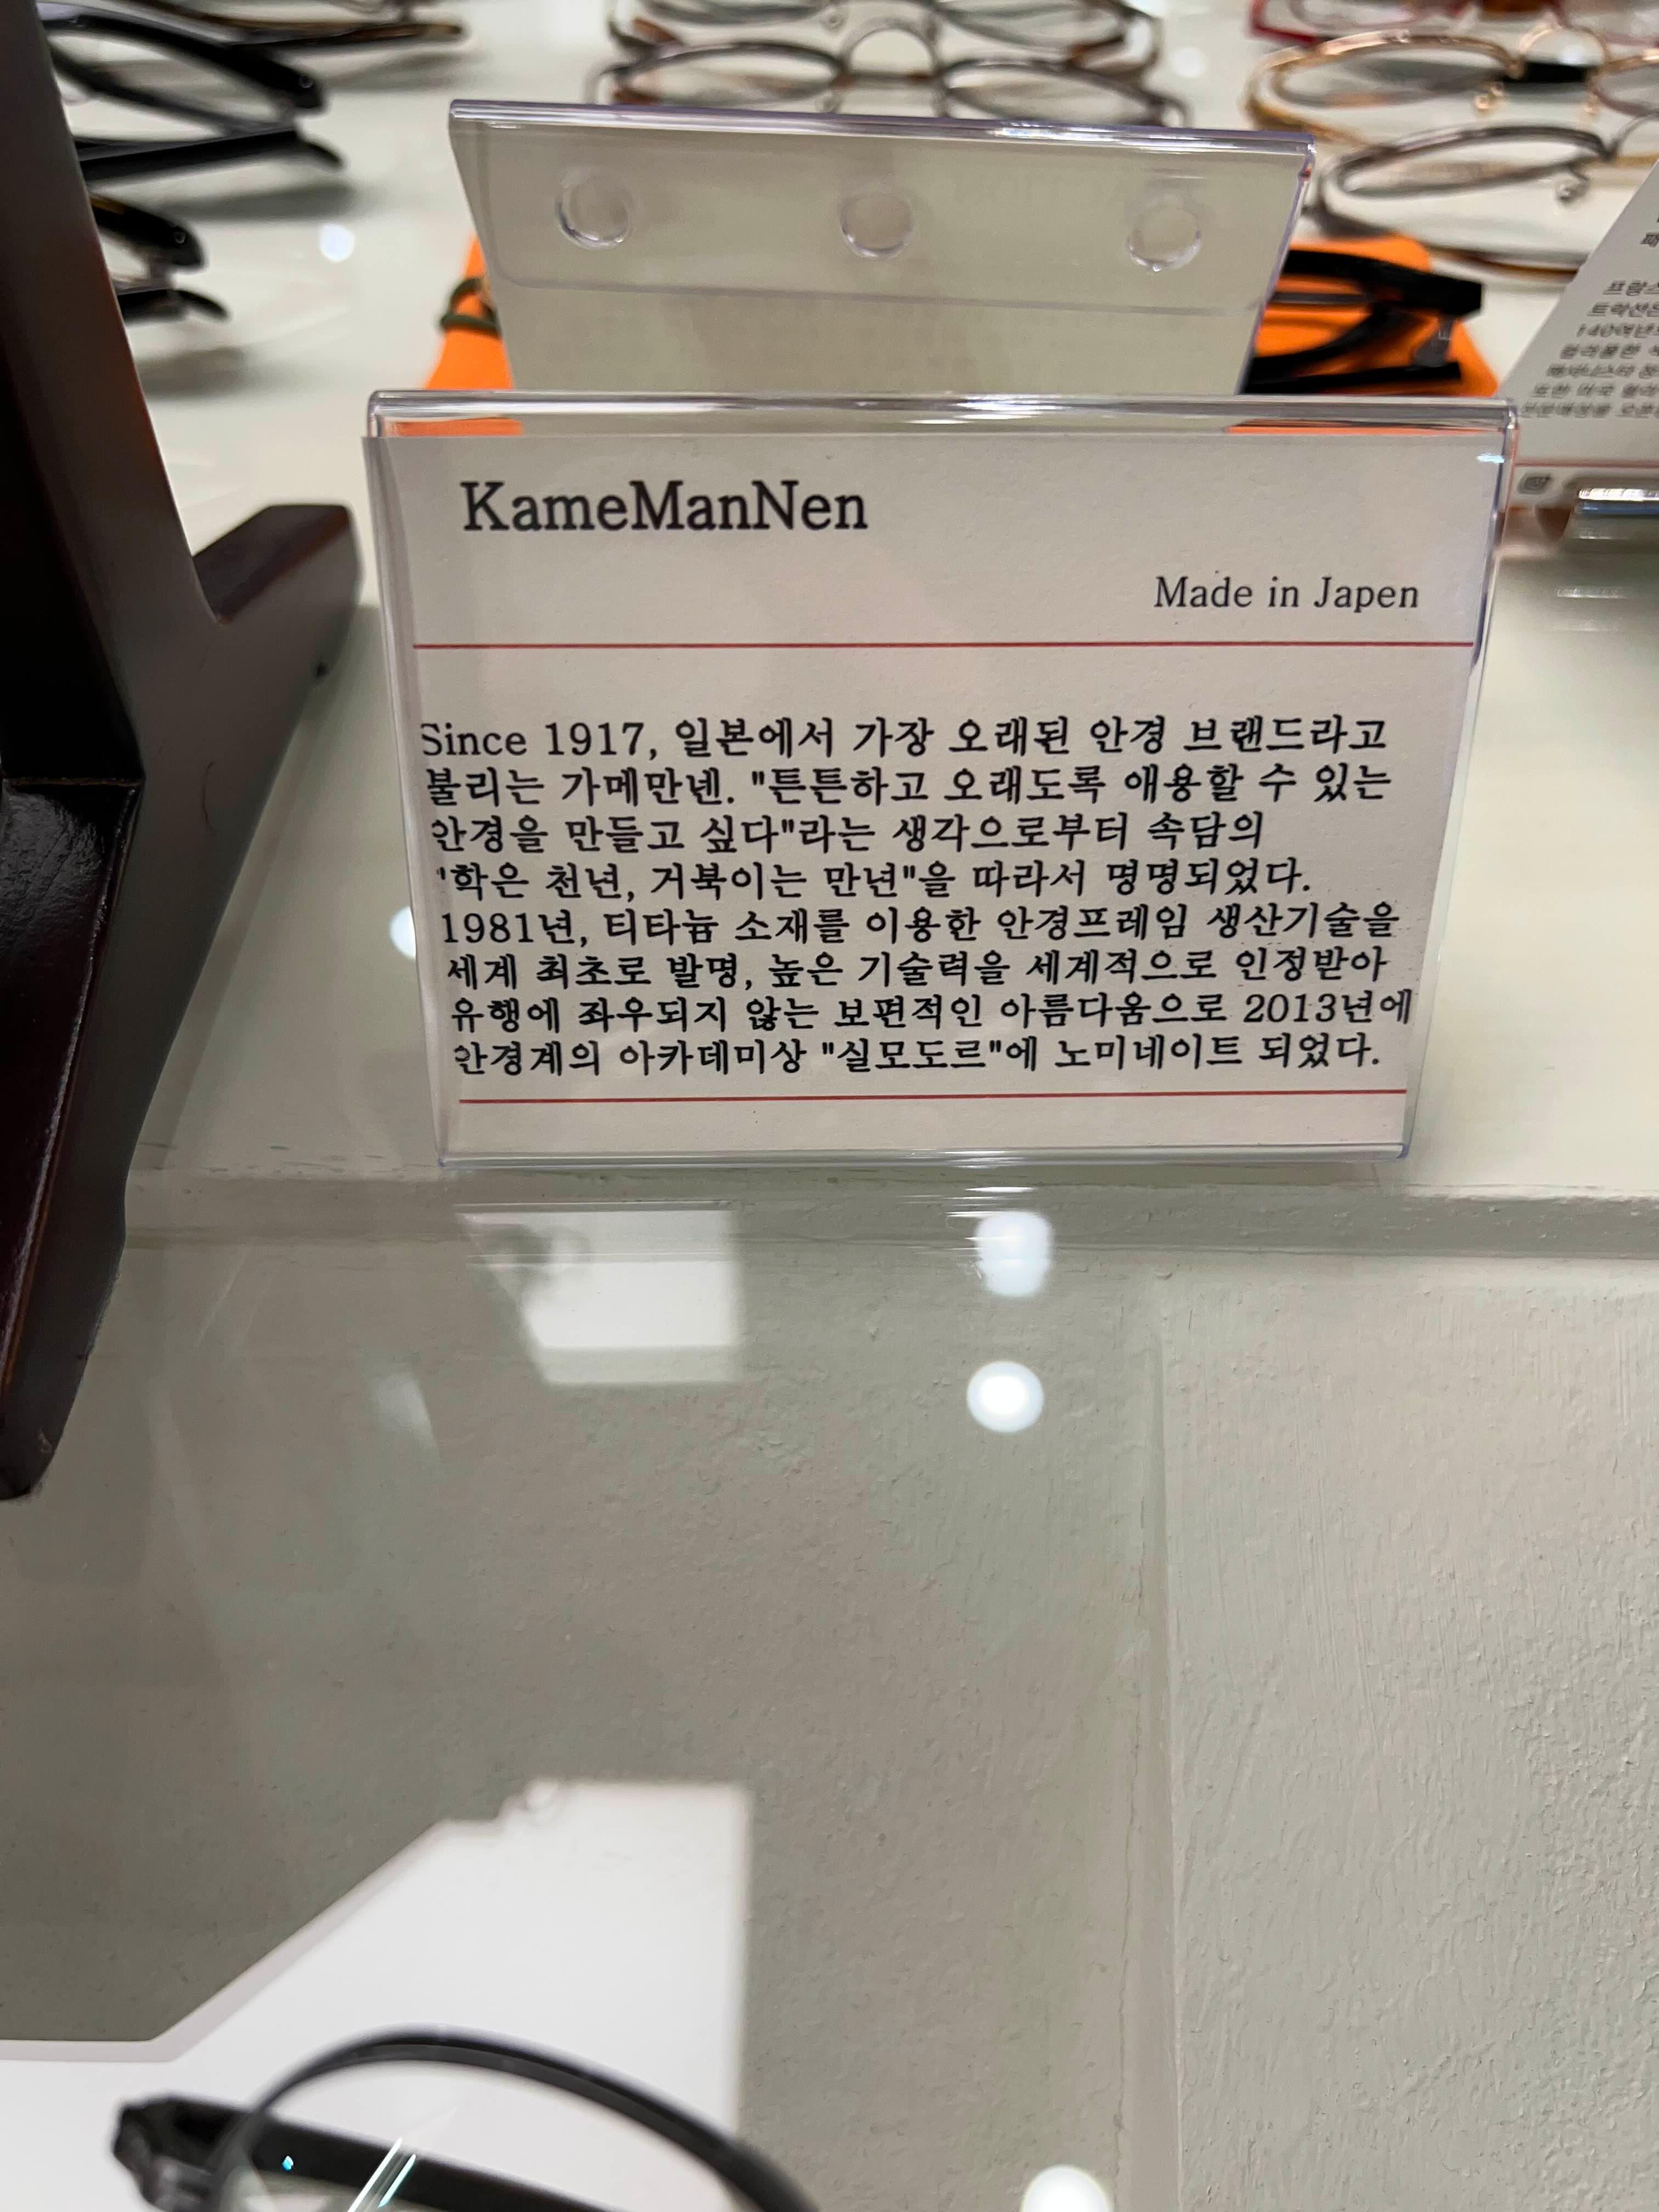 KameManNen
Made in Japen
Since 1917, 일본에서 가장 오래된 안경 브랜드라고
불리는 가메만넨. "튼튼하고 오래도록 애용할 수 있는
안경을 만들고 싶다"라는 생각으로부터 속담의
"학은 천년, 거북이는 만년"을 따라서 명명되었다.
1981년, 티타늄 소재를 이용한 안경프레임 생산기술을
세계 최초로 발명, 높은 기술력을 세계적으로 인정받아
유행에 좌우되지 않는 보편적인 아름다움으로 2013년에
안경계의 아카데미상 "실모도르"에 노미네이트 되었다.